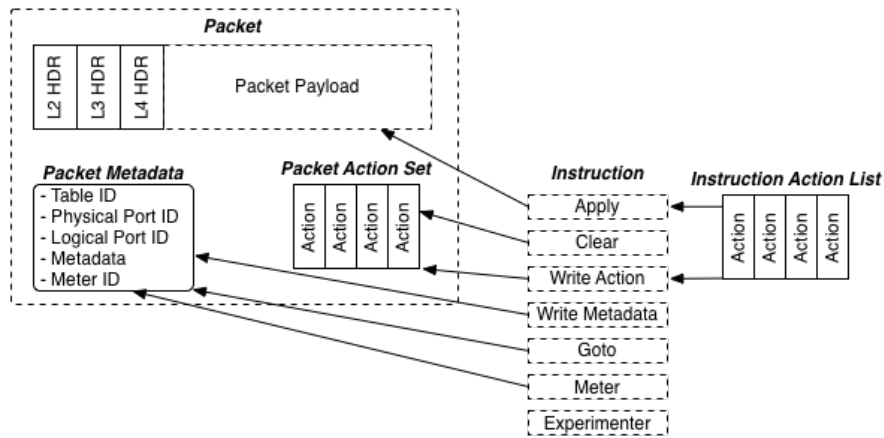 Packet
L2 HDR
L3 HDR
L4 HDR
Packet Payload
Packet Metadata
- Table ID
- Physical Port ID
- Logical Port ID
- Metadata
- Meter ID
Packet Action Set
Action
Action
Action
Action
Instruction
Apply
Clear
Write Action
Write Metadata
Goto
Meter
Experimenter
Instruction Action List
Action
Action
Action
Action